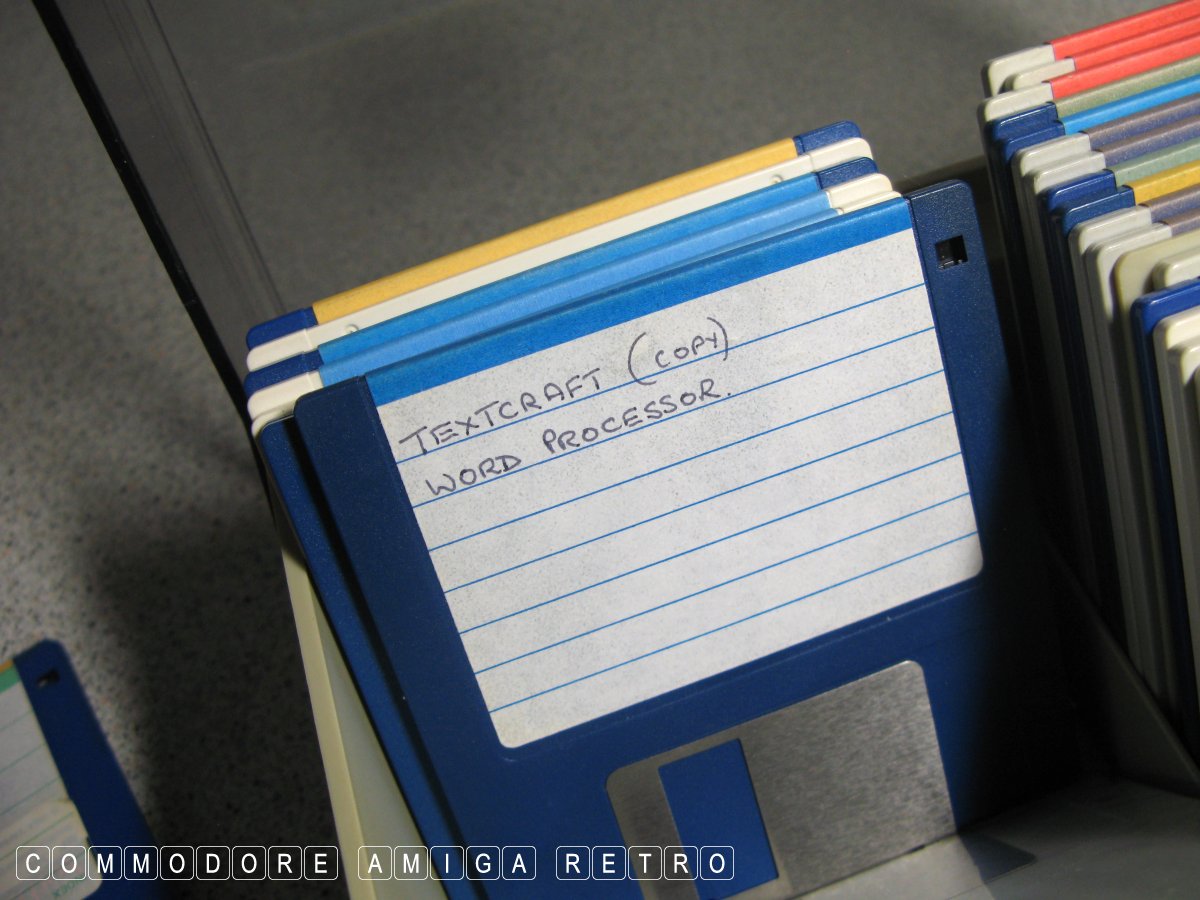 TEXTCRAFT (COPY)
WORD PROCESSOR.
COMMODORE AMIGA RETRO